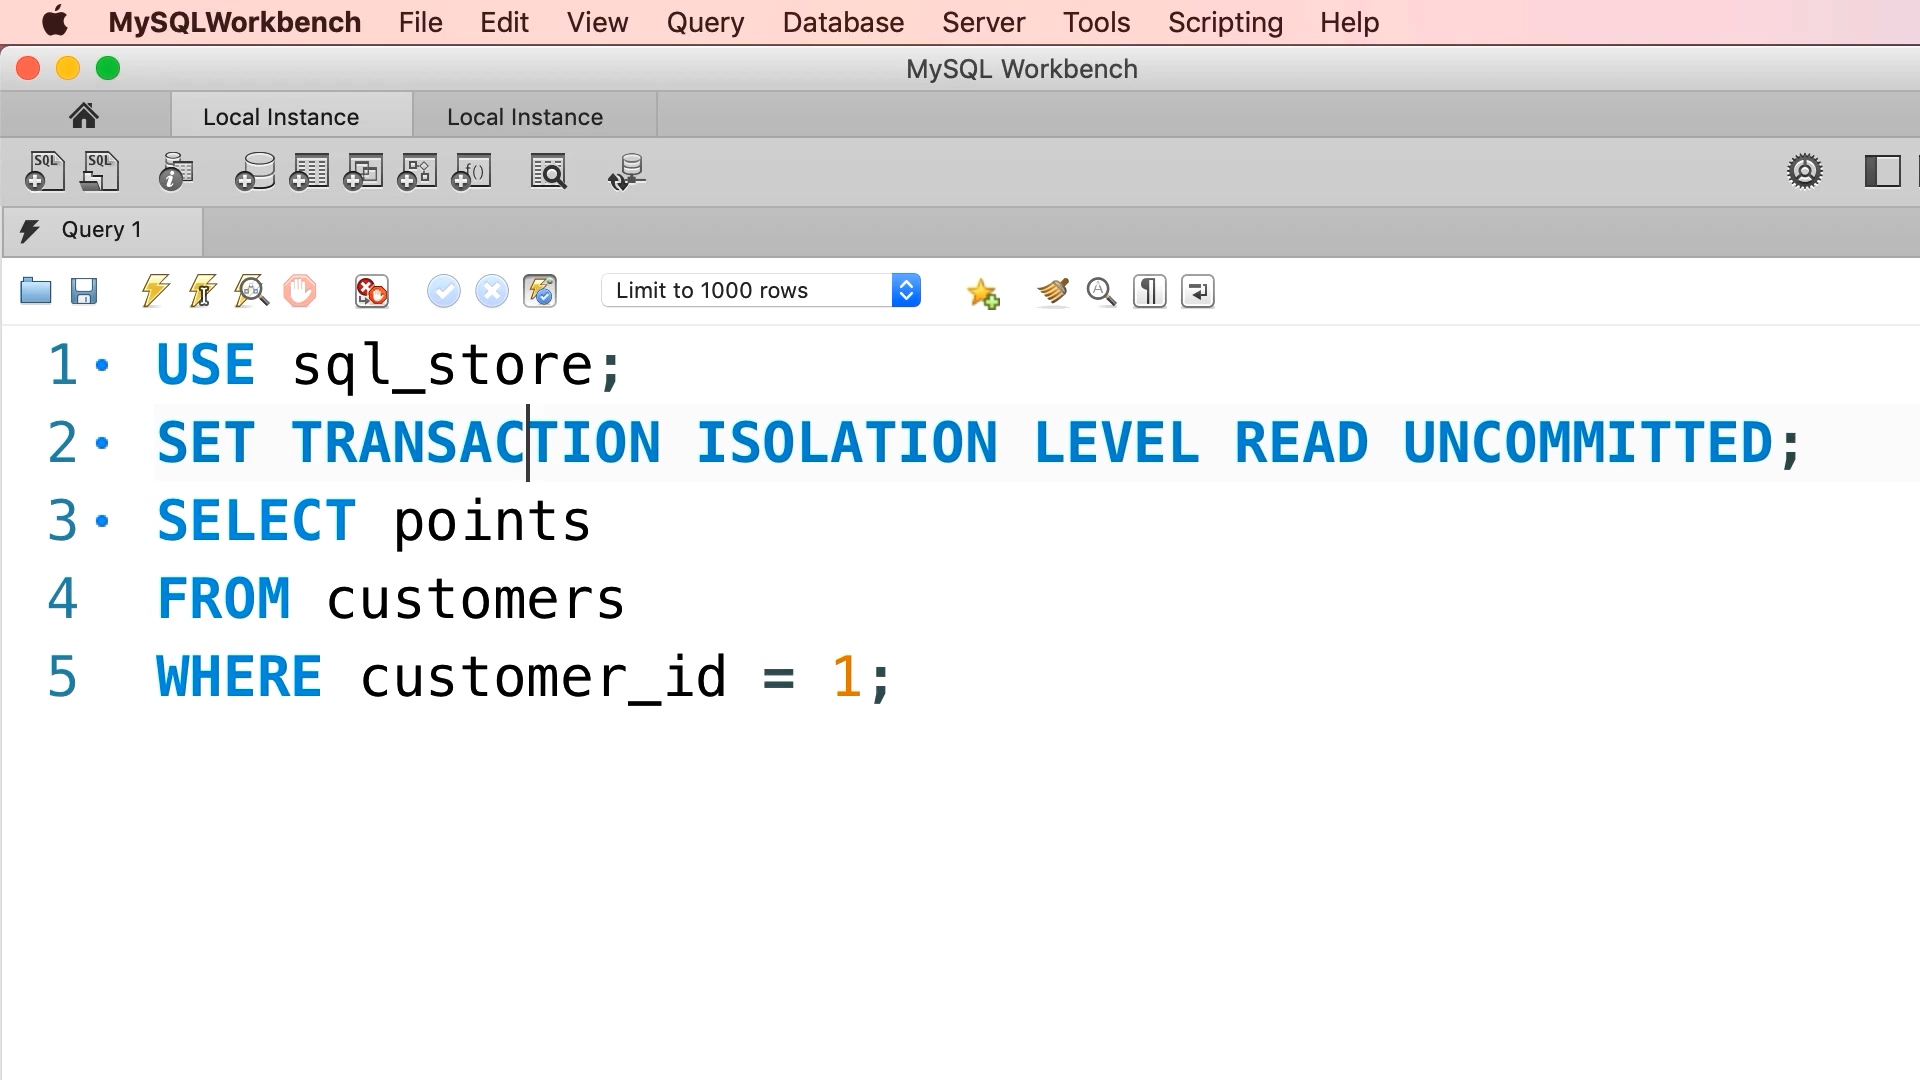 MySQLWorkbench File Edit View Query Database Server Tools Scripting Help
MySQL Workbench
Local Instance Local Instance
SQL SQL f()
Query 1
Limit to 1000 rows
1 USE sql_store;
2 SET TRANSACTION ISOLATION LEVEL READ UNCOMMITTED;
3 SELECT points
4 FROM customers
5 WHERE customer_id = 1;